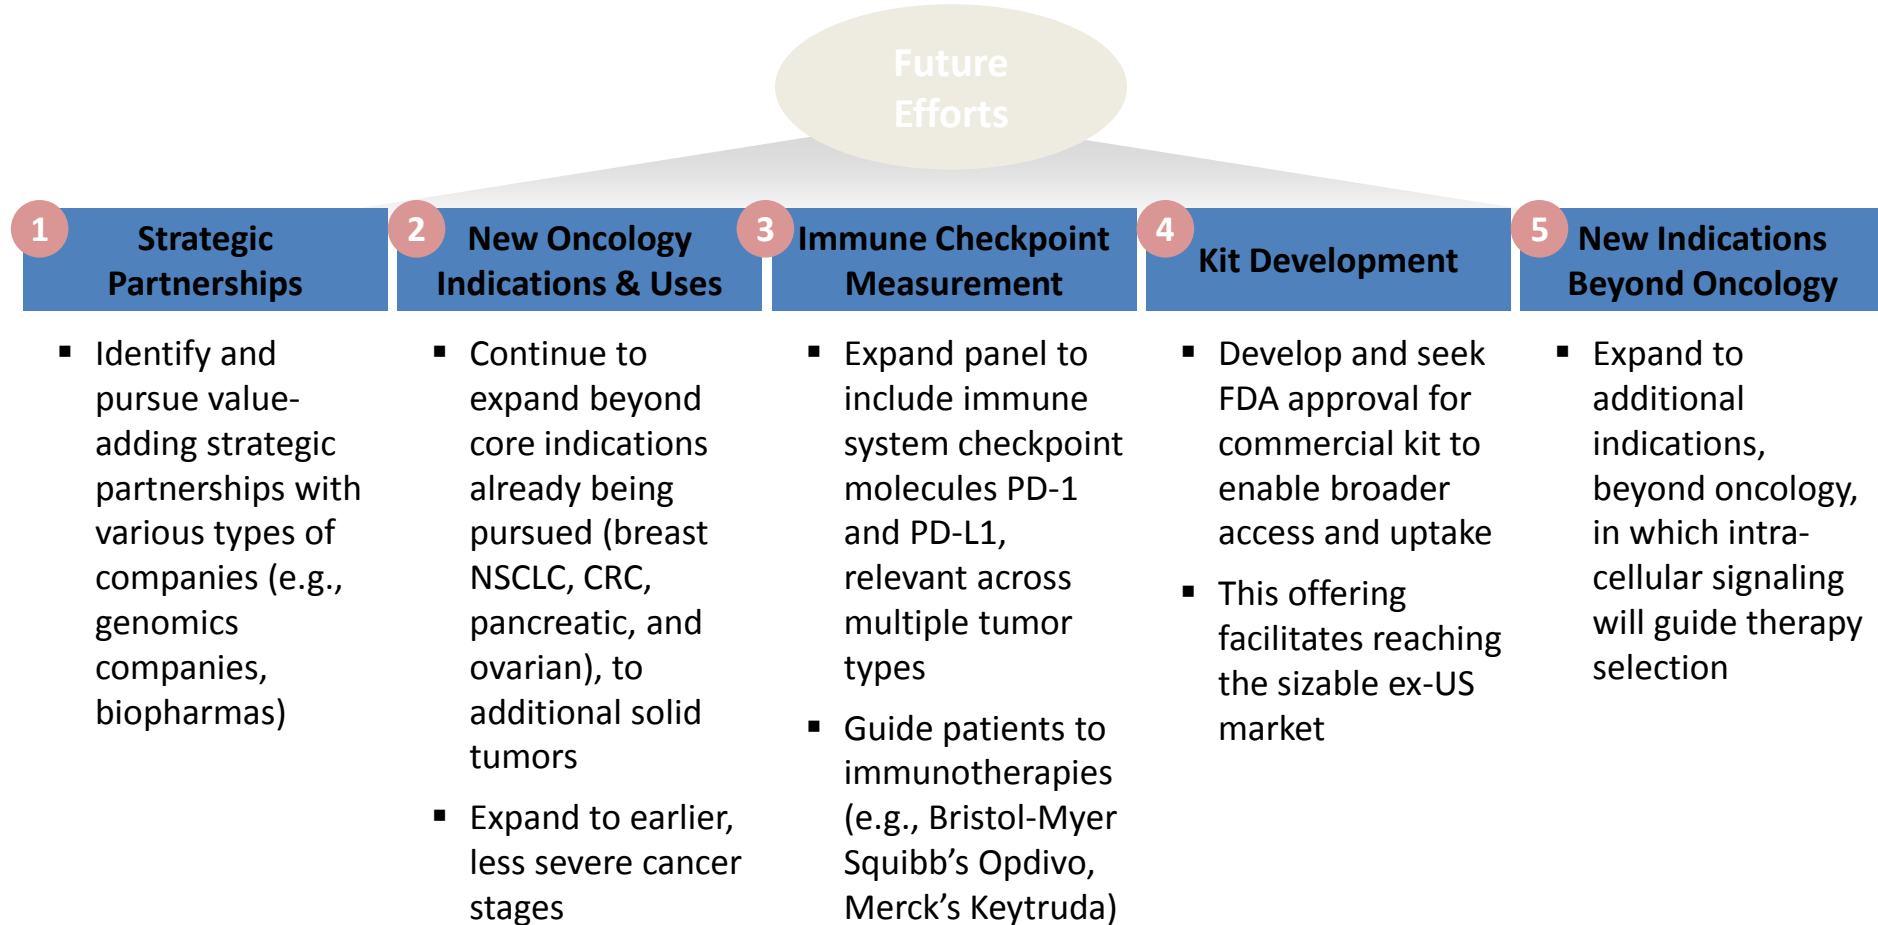 Future
Efforts
1
Strategic
Partnerships
▪ Identify and
pursue value-
adding strategic
partnerships with
various types of
companies (e.g.,
genomics
companies,
biopharmas)
2
New Oncology
Indications & Uses
▪ Continue to
expand beyond
core indications
already being
pursued (breast
NSCLC, CRC,
pancreatic, and
ovarian), to
additional solid
tumors
▪ Expand to earlier,
less severe cancer
stages
3
Immune Checkpoint
Measurement
▪ Expand panel to
include immune
system checkpoint
molecules PD-1
and PD-L1,
relevant across
multiple tumor
types
▪ Guide patients to
immunotherapies
(e.g., Bristol-Myer
Squibb’s Opdivo,
Merck’s Keytruda)
4
Kit Development
▪ Develop and seek
FDA approval for
commercial kit to
enable broader
access and uptake
▪ This offering
facilitates reaching
the sizable ex-US
market
5
New Indications
Beyond Oncology
▪ Expand to
additional
indications,
beyond oncology,
in which intra-
cellular signaling
will guide therapy
selection